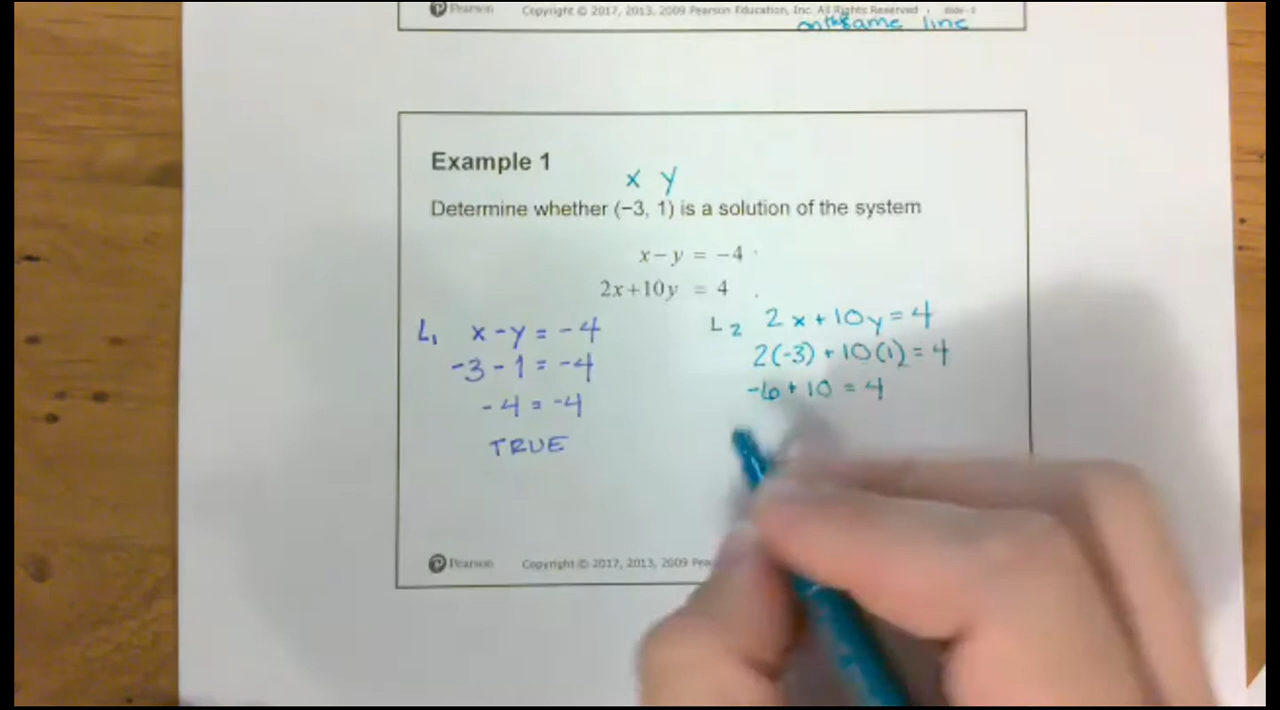 Pearson Copyright © 2017, 2013, 2009 Pearson Education, Inc. All Rights Reserved
on the same line
Example 1
x y
Determine whether (−3, 1) is a solution of the system
x − y = −4
2x+10y = 4
L₁ x - y = -4
-3 - 1 = -4
-4 = -4
TRUE
L₂ 2x + 10y = 4
2(-3) + 10(1) = 4
-6 + 10 = 4
Pearson Copyright © 2017, 2013, 2009